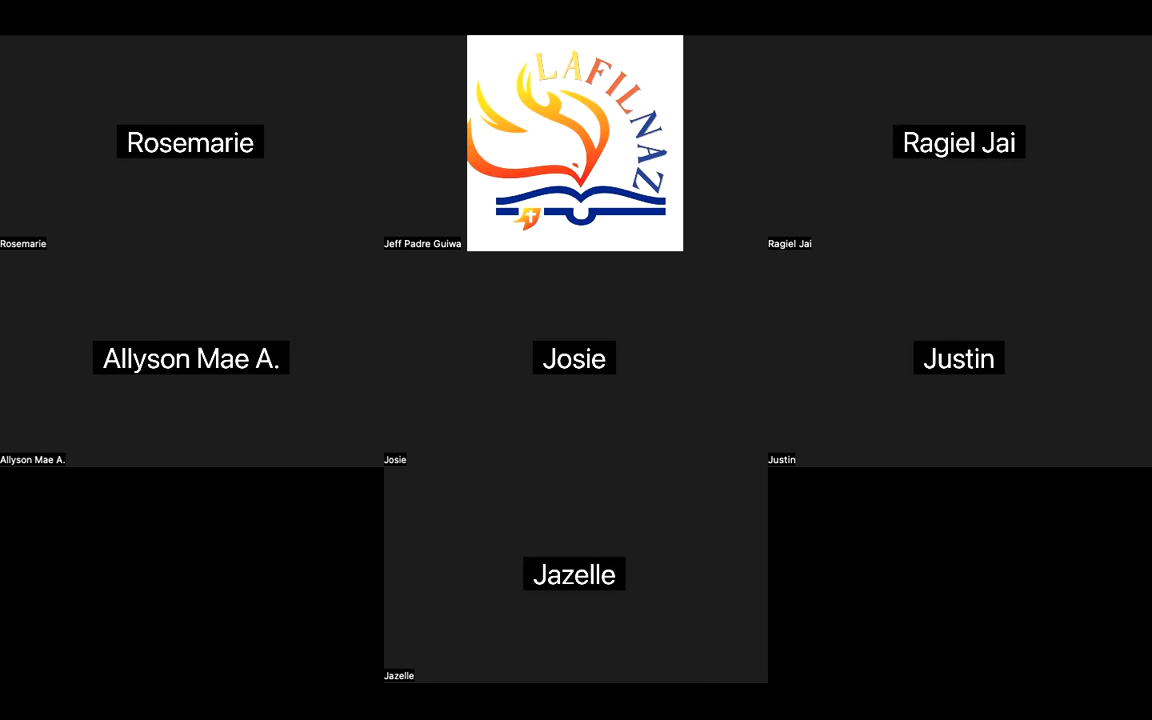 LAFILNAZ
Rosemarie
Ragiel Jai
Rosemarie
Jeff Padre Guiwa
Ragiel Jai
Allyson Mae A.
Josie
Justin
Allyson Mae A.
Josie
Justin
Jazelle
Jazelle